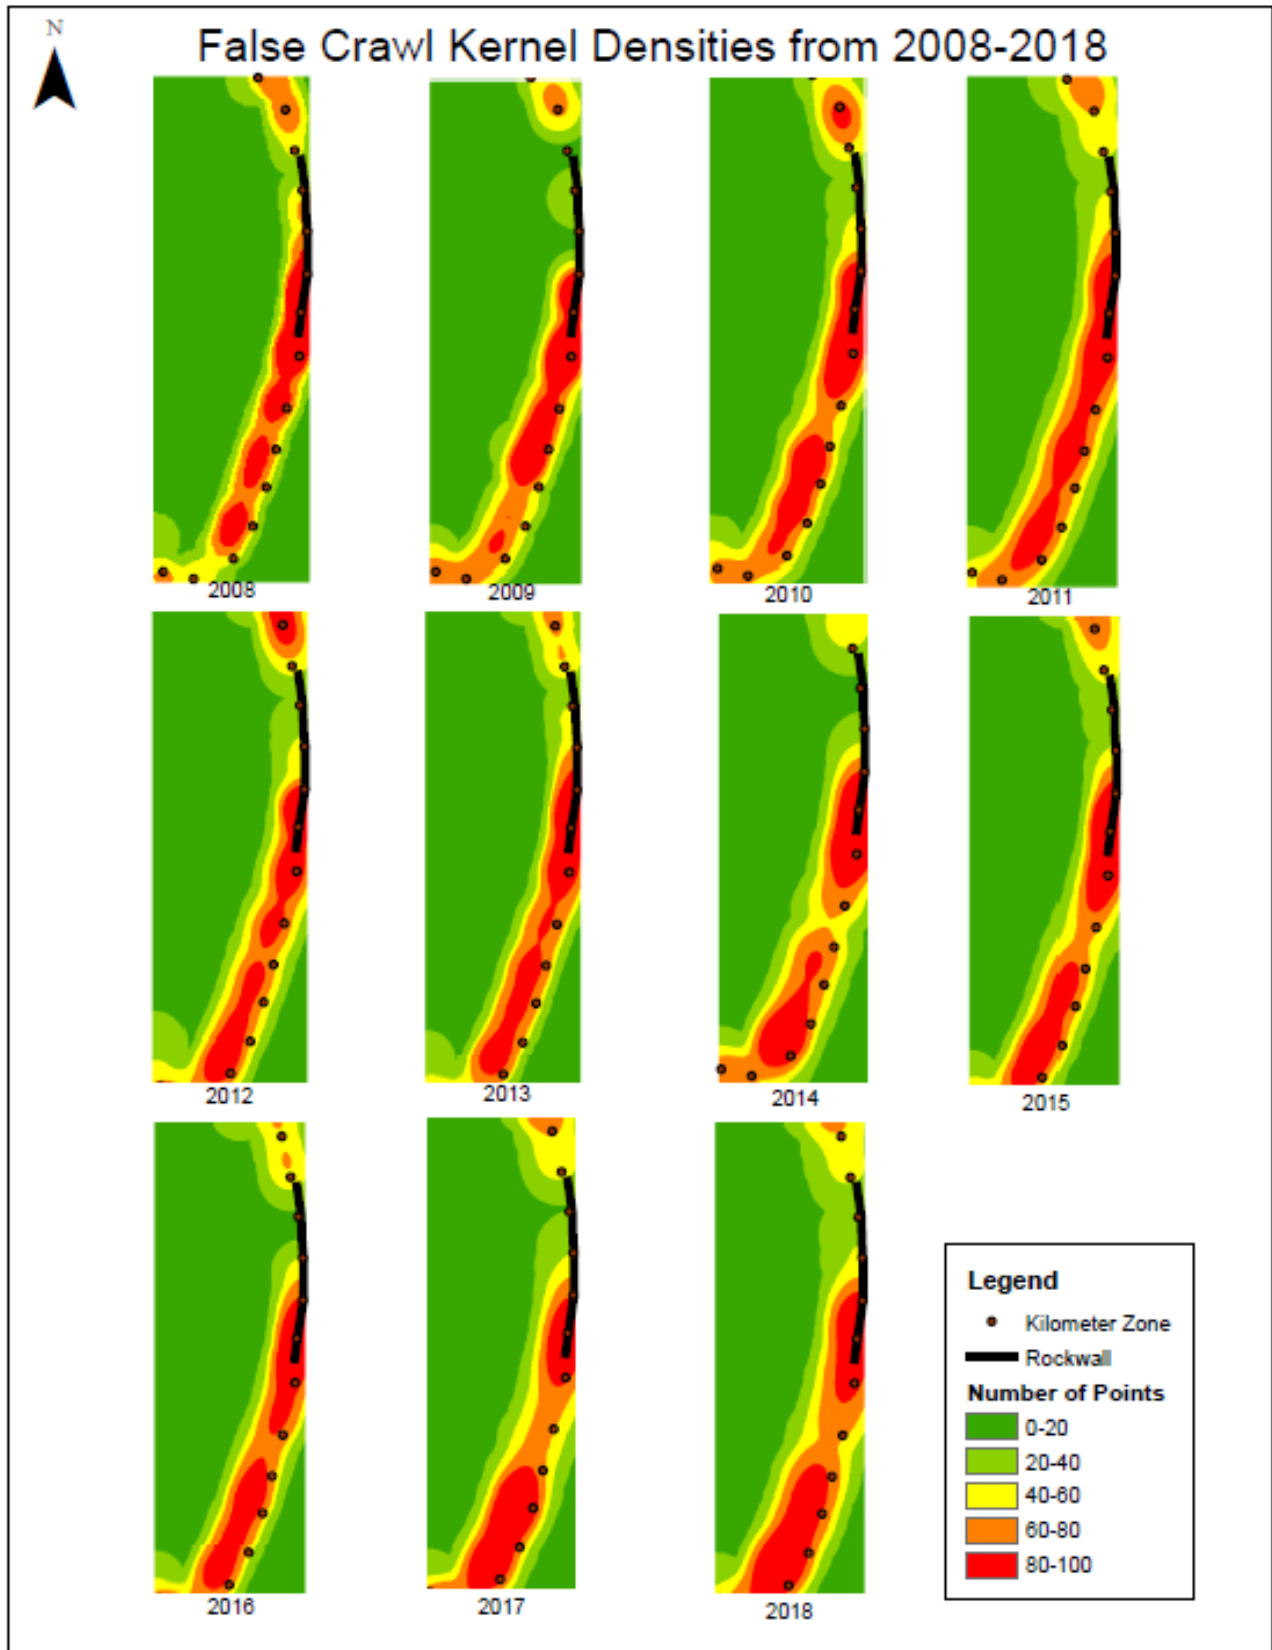 N
False Crawl Kernel Densities from 2008-2018
2008
2009
2010
2011
2012
2013
2014
2015
2016
2017
2018
Legend
Kilometer Zone
Rockwall
Number of Points
0-20
20-40
40-60
60-80
80-100